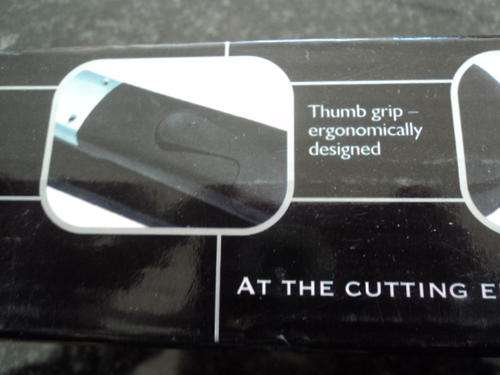 Thumb grip –
ergonomically
designed
AT THE CUTTING E